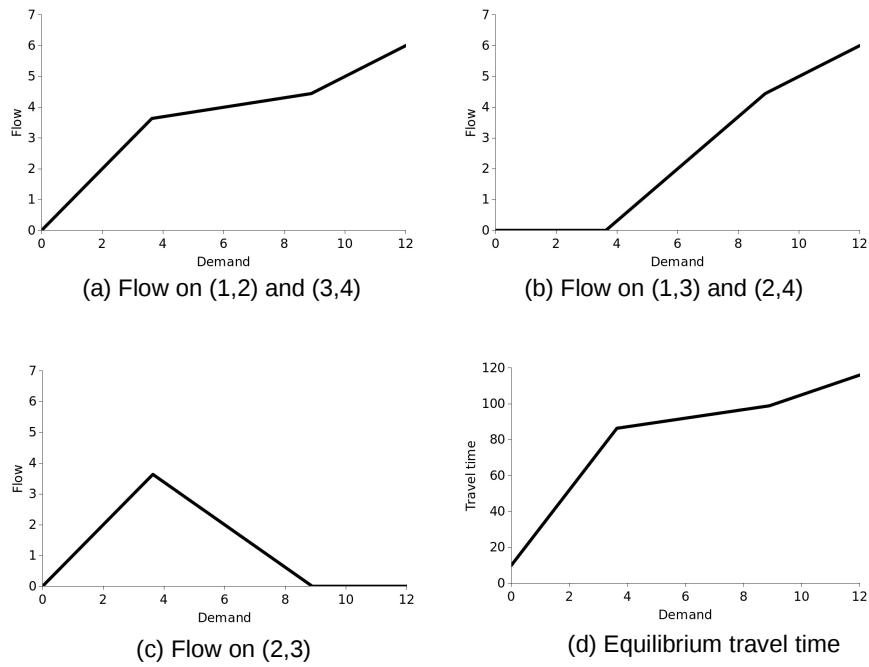 7
6
5
4
3
2
1
0
Flow
0 2 4 6 8 10 12
Demand
(a) Flow on (1,2) and (3,4)
7
6
5
4
3
2
1
0
Flow
0 2 4 6 8 10 12
Demand
(b) Flow on (1,3) and (2,4)
7
6
5
4
3
2
1
0
Flow
0 2 4 6 8 10 12
Demand
(c) Flow on (2,3)
120
100
80
60
40
20
0
Travel time
0 2 4 6 8 10 12
Demand
(d) Equilibrium travel time